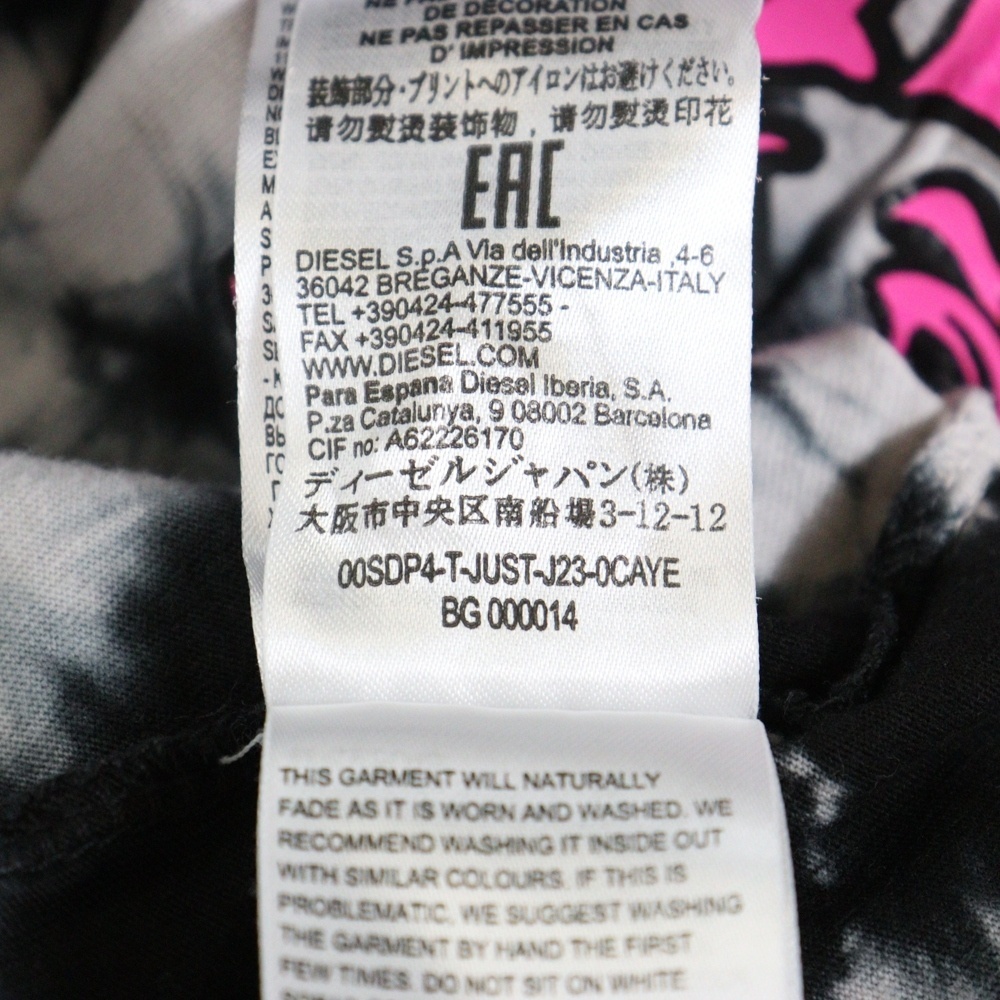 DE DÉCORATION
NE PAS REPASSER EN CAS
D' IMPRESSION
装飾部分・プリントへのアイロンはお避けください。
请勿熨烫装饰物，请勿熨烫印花
EAC
DIESEL S.p.A Via dell'Industria ,4-6
36042 BREGANZE-VICENZA-ITALY
TEL +390424-477555 -
FAX +390424-411955
WWW.DIESEL.COM
Para Espana Diesel Iberia, S.A.
P.za Catalunya, 9 08002 Barcelona
CIF no: A62226170
ディーゼルジャパン(株)
大阪市中央区南船場3-12-12
00SDP4-T-JUST-J23-0CAYE
BG 000014
THIS GARMENT WILL NATURALLY
FADE AS IT IS WORN AND WASHED. WE
RECOMMEND WASHING IT INSIDE OUT
WITH SIMILAR COLOURS. IF THIS IS
PROBLEMATIC, WE SUGGEST WASHING
THE GARMENT BY HAND THE FIRST
FEW TIMES. DO NOT SIT ON WHITE